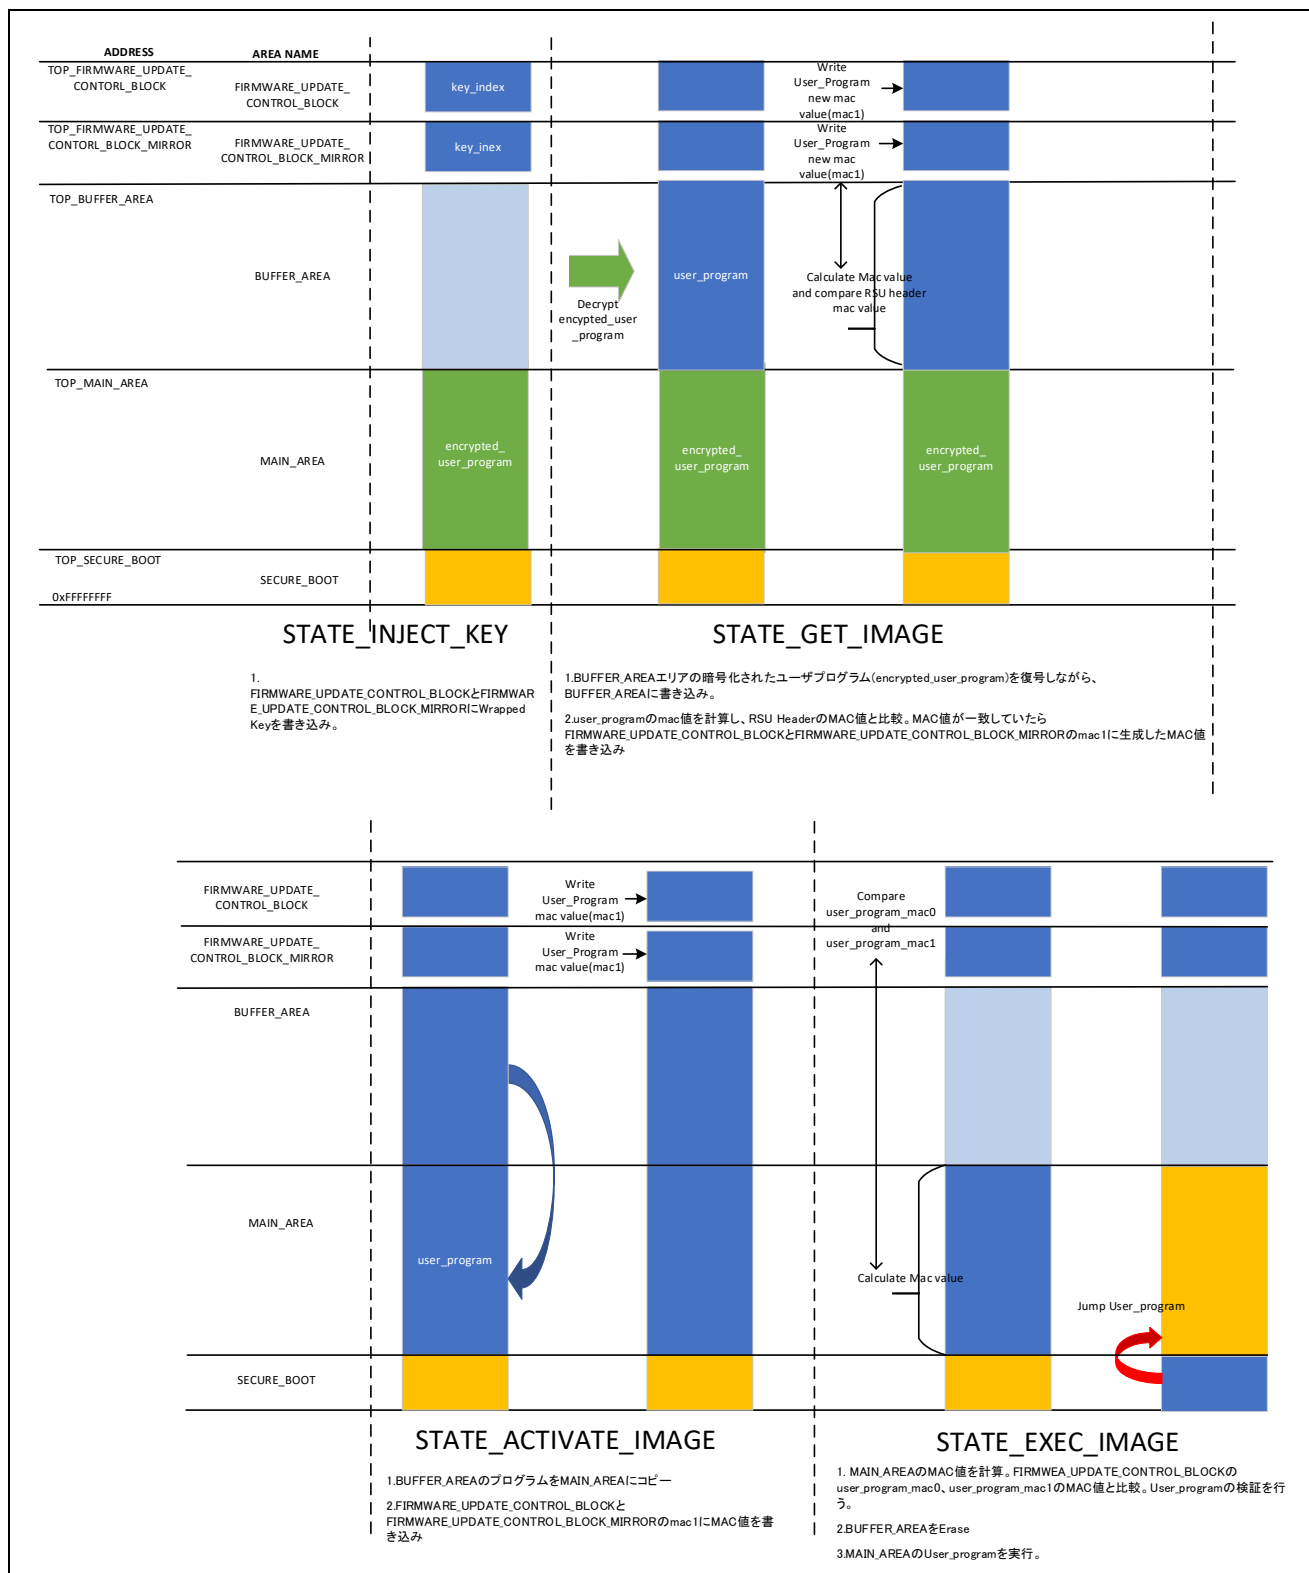 ADDRESS
AREA NAME
TOP_FIRMWARE_UPDATE_
CONTORL_BLOCK
FIRMWARE_UPDATE_
CONTROL_BLOCK
key_index
Write
User_Program
new mac
value(mac1)
TOP_FIRMWARE_UPDATE_
CONTORL_BLOCK_MIRROR
FIRMWARE_UPDATE_
CONTROL_BLOCK_MIRROR
key_inex
Write
User_Program
new mac
value(mac1)
TOP_BUFFER_AREA
BUFFER_AREA
Decrypt
encypted_user
_program
user_program
Calculate Mac value
and compare RSU header
mac value
TOP_MAIN_AREA
MAIN_AREA
encrypted_
user_program
encrypted_
user_program
encrypted_
user_program
TOP_SECURE_BOOT
SECURE_BOOT
0xFFFFFFFF
STATE_INJECT_KEY
1.
FIRMWARE_UPDATE_CONTROL_BLOCKとFIRMWAR
E_UPDATE_CONTROL_BLOCK_MIRRORにWrapped
Keyを書き込み。
STATE_GET_IMAGE
1.BUFFER_AREAエリアの暗号化されたユーザプログラム(encrypted_user_program)を復号しながら、
BUFFER_AREAに書き込み。
2.user_programのmac値を計算し、RSU HeaderのMAC値と比較。MAC値が一致していたら
FIRMWARE_UPDATE_CONTROL_BLOCKとFIRMWARE_UPDATE_CONTROL_BLOCK_MIRRORのmac1に生成したMAC値
を書き込み
FIRMWARE_UPDATE_
CONTROL_BLOCK
Write
User_Program
mac value(mac1)
Compare
user_program_mac0
and
user_program_mac1
FIRMWARE_UPDATE_
CONTROL_BLOCK_MIRROR
Write
User_Program
mac value(mac1)
BUFFER_AREA
MAIN_AREA
user_program
Calculate Mac value
Jump User_program
SECURE_BOOT
STATE_ACTIVATE_IMAGE
1.BUFFER_AREAのプログラムをMAIN_AREAにコピー
2.FIRMWARE_UPDATE_CONTROL_BLOCKと
FIRMWARE_UPDATE_CONTROL_BLOCK_MIRRORのmac1にMAC値を書
き込み
STATE_EXEC_IMAGE
1. MAIN_AREAのMAC値を計算。FIRMWEA_UPDATE_CONTROL_BLOCKの
user_program_mac0、user_program_mac1のMAC値と比較。User_programの検証を行
う。
2.BUFFER_AREAをErase
3.MAIN_AREAのUser_programを実行。